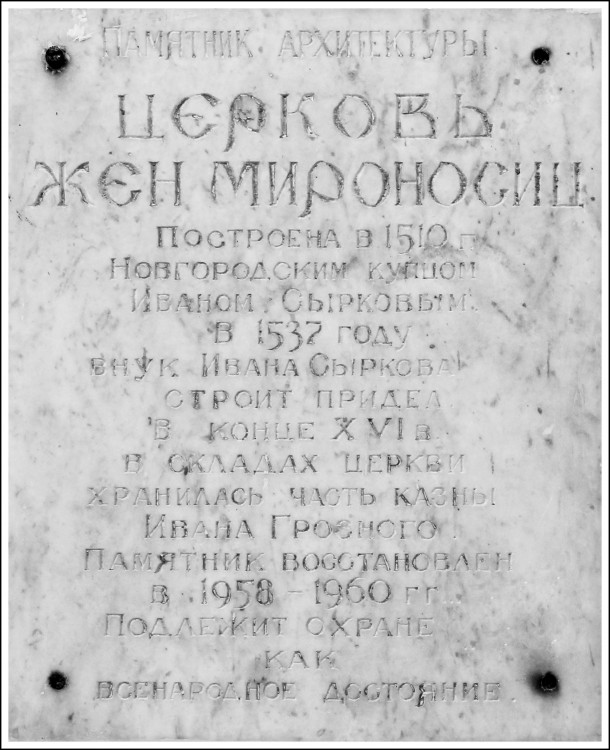 Памятник архитектуры
Церковь
Жен Мироносиц
Построена в 1510 г.
Новгородским купцом
Иваном Сырковым.
В 1537 году
внук Ивана Сыркова
строит придел
В конце XVI в.
в складах церкви
хранилась часть казны
Ивана Грозного.
Памятник восстановлен
в 1958 – 1960 гг.
Подлежит охране
как
всенародное достояние.